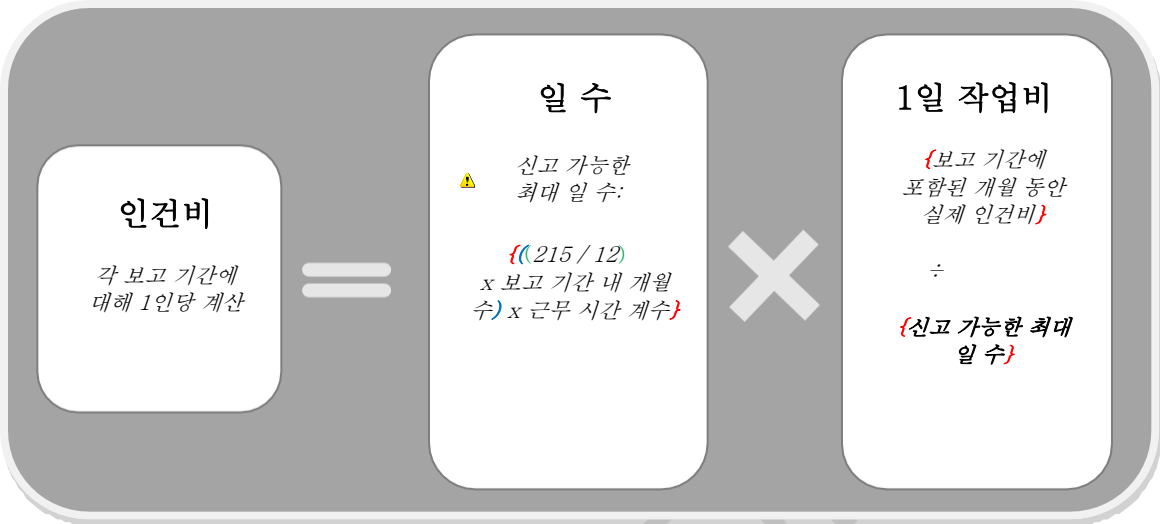 인건비
각 보고 기간에
대해 1인당 계산
=
일 수
신고 가능한
최대 일 수:
{((215 / 12)
x 보고 기간 내 개월
수) x 근무 시간 계수}
×
1일 작업비
{보고 기간에
포함된 개월 동안
실제 인건비}
÷
{신고 가능한 최대
일 수}